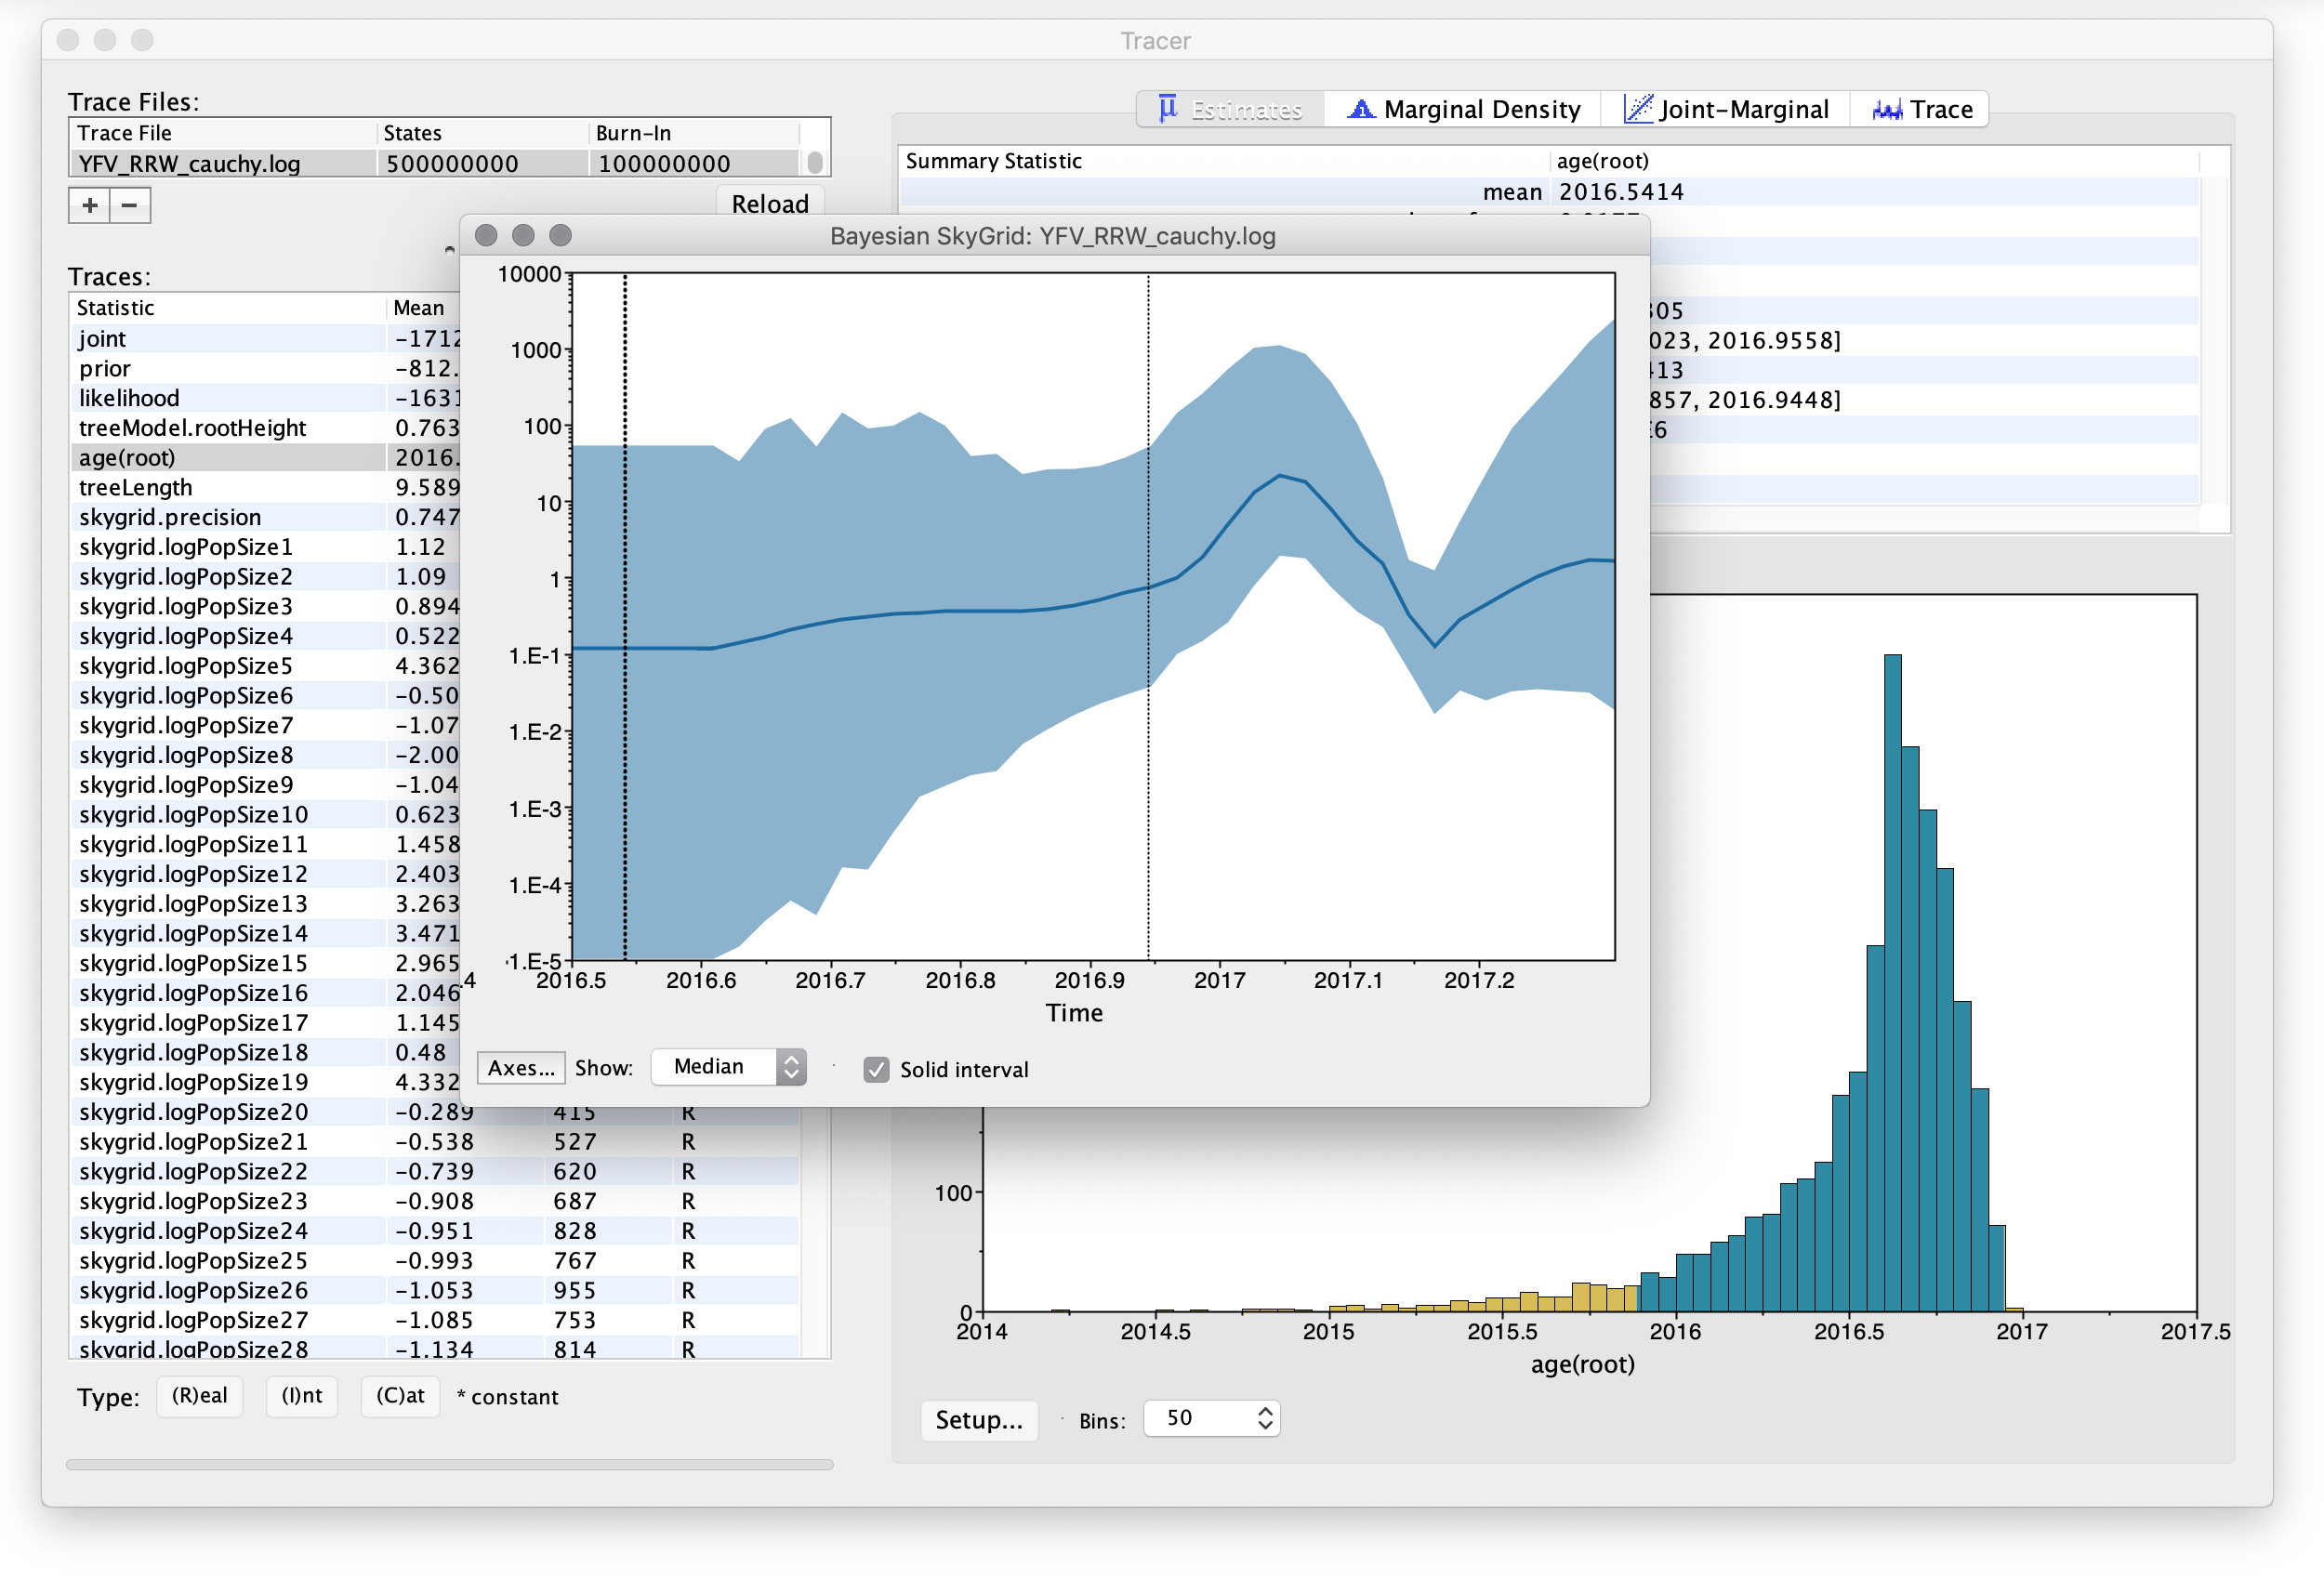 Tracer
Trace Files:
Trace File States Burn-In
YFV_RRW_cauchy.log 500000000 100000000
+ −
Reload
Traces:
Statistic Mean
joint −1712
prior −812.
likelihood −1631
treeModel.rootHeight 0.763
age(root) 2016.
treeLength 9.589
skygrid.precision 0.747
skygrid.logPopSize1 1.12
skygrid.logPopSize2 1.09
skygrid.logPopSize3 0.894
skygrid.logPopSize4 0.522
skygrid.logPopSize5 4.362
skygrid.logPopSize6 −0.50
skygrid.logPopSize7 −1.07
skygrid.logPopSize8 −2.00
skygrid.logPopSize9 −1.04
skygrid.logPopSize10 0.623
skygrid.logPopSize11 1.458
skygrid.logPopSize12 2.403
skygrid.logPopSize13 3.263
skygrid.logPopSize14 3.471
skygrid.logPopSize15 2.965
skygrid.logPopSize16 2.046
skygrid.logPopSize17 1.145
skygrid.logPopSize18 0.48
skygrid.logPopSize19 4.332
skygrid.logPopSize20 −0.289 415 R
skygrid.logPopSize21 −0.538 527 R
skygrid.logPopSize22 −0.739 620 R
skygrid.logPopSize23 −0.908 687 R
skygrid.logPopSize24 −0.951 828 R
skygrid.logPopSize25 −0.993 767 R
skygrid.logPopSize26 −1.053 955 R
skygrid.logPopSize27 −1.085 753 R
skygrid.logPopSize28 −1.134 814 R
Type: (R)eal (I)nt (C)at * constant
Estimates Marginal Density Joint-Marginal Trace
Summary Statistic age(root)
mean 2016.5414
305
023, 2016.9558]
413
857, 2016.9448]
E6
Bayesian SkyGrid: YFV_RRW_cauchy.log
10000
1000
100
10
1
1.E-1
1.E-2
1.E-3
1.E-4
1.E-5
.4 2016.5 2016.6 2016.7 2016.8 2016.9 2017 2017.1 2017.2
Time
Axes... Show: Median Solid interval
100
0
2014 2014.5 2015 2015.5 2016 2016.5 2017 2017.5
age(root)
Setup... Bins: 50